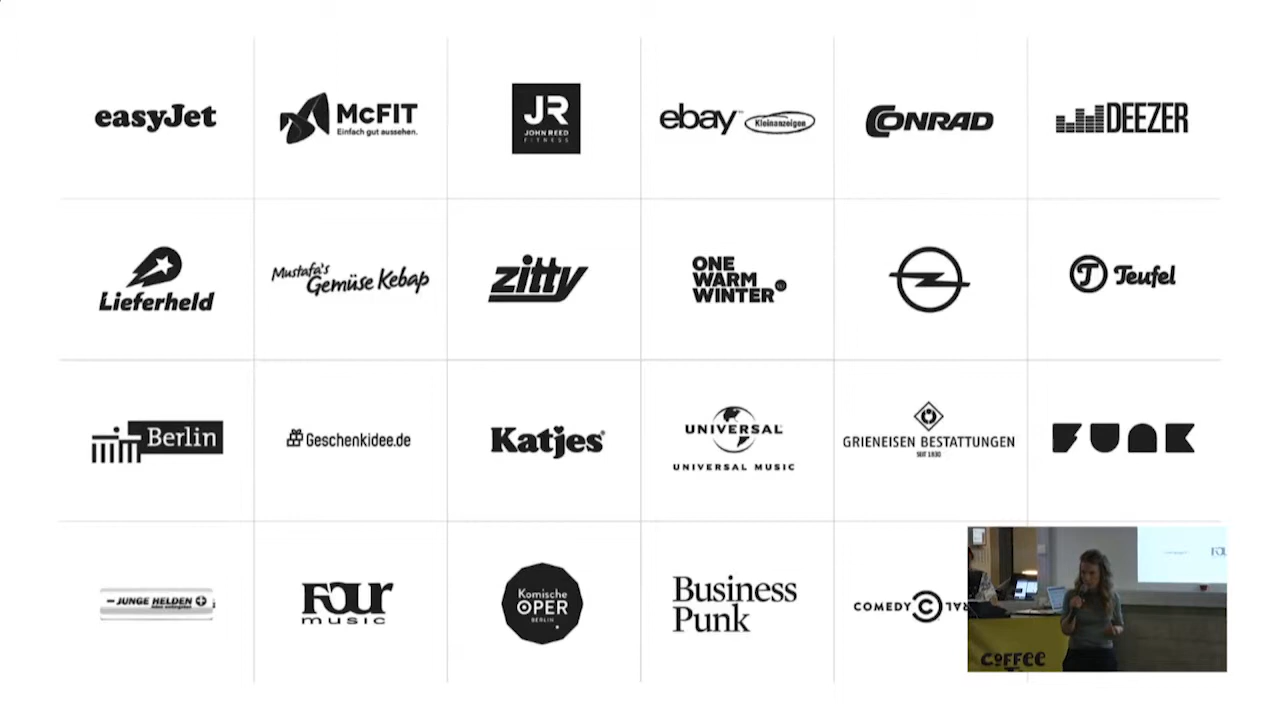 easyJet
McFIT
Einfach gut aussehen.
JR
JOHN REED
FITNESS
ebay
Kleinanzeigen
CONRAD
DEEZER
Lieferheld
Mustafa's
Gemüse Kebap
zitty
ONE
WARM
WINTER
Teufel
Berlin
Geschenkidee.de
Katjes®
UNIVERSAL
UNIVERSAL MUSIC
GRIENEISEN BESTATTUNGEN
SEIT 1830
FUNK
JUNGE HELDEN
FOUR
music
Komische
OPER
BERLIN
Business
Punk
COMEDY C
RAL
COFFEE